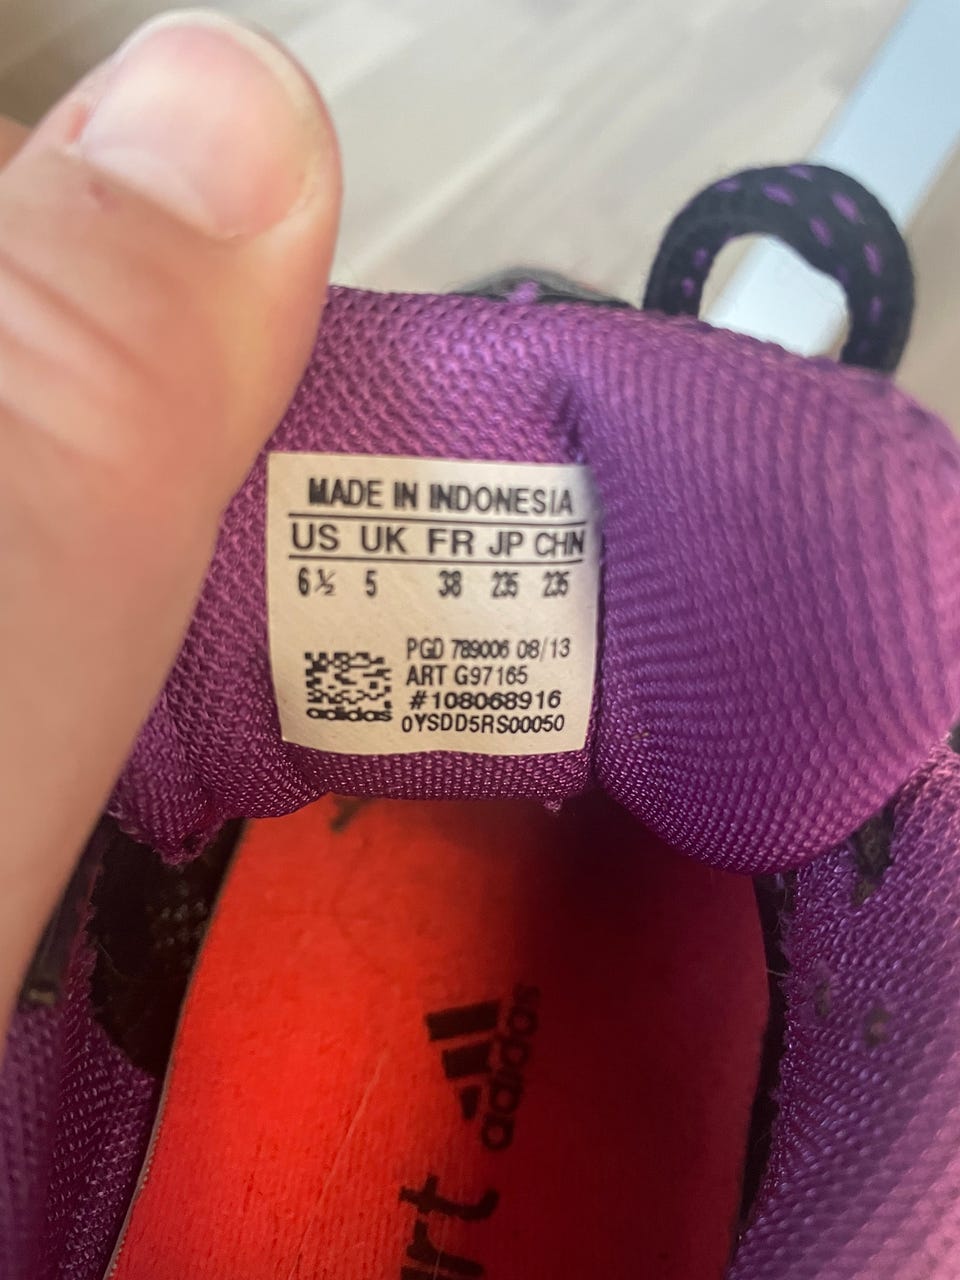 MADE IN INDONESIA
US UK FR JP CHN
6½ 5 38 235 235
PGD 789006 08/13
ART G97165
#108068916
0YSDD5RS00050
adidas
adidas